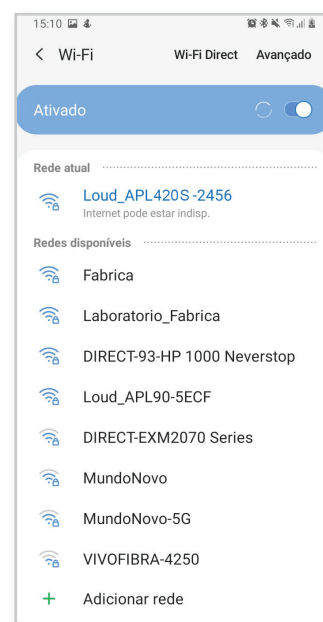 15:10
Wi-Fi Wi-Fi Direct Avançado
Ativado
Rede atual
Loud_APL420S -2456
Internet pode estar indisp.
Redes disponíveis
Fabrica
Laboratorio_Fabrica
DIRECT-93-HP 1000 Neverstop
Loud_APL90-5ECF
DIRECT-EXM2070 Series
MundoNovo
MundoNovo-5G
VIVOFIBRA-4250
+ Adicionar rede